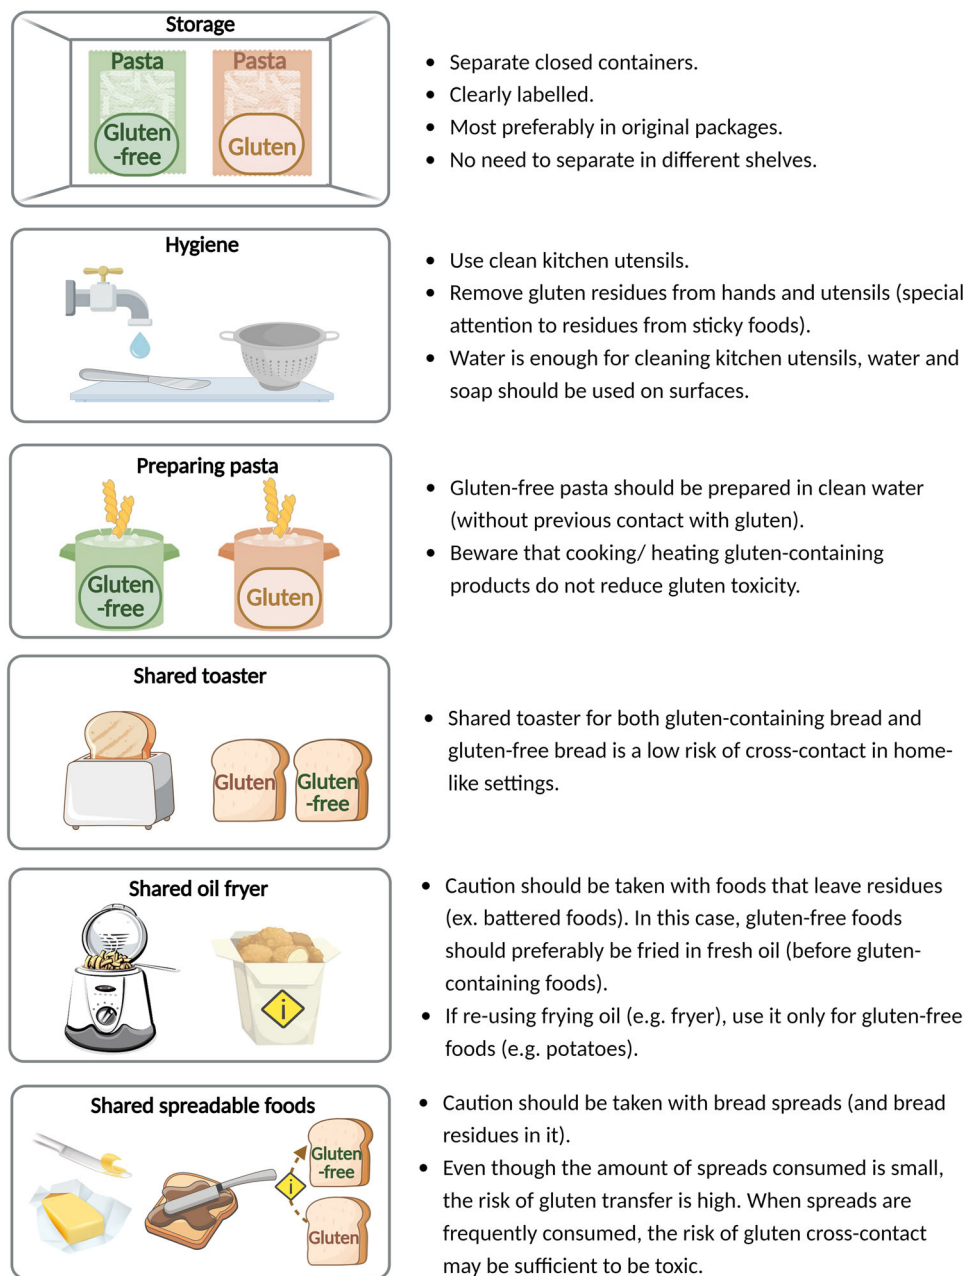 Storage
Pasta
Pasta
Gluten
-free
Gluten
• Separate closed containers.
• Clearly labelled.
• Most preferably in original packages.
• No need to separate in different shelves.
Hygiene
• Use clean kitchen utensils.
• Remove gluten residues from hands and utensils (special
attention to residues from sticky foods).
• Water is enough for cleaning kitchen utensils, water and
soap should be used on surfaces.
Preparing pasta
Gluten
-free
Gluten
• Gluten-free pasta should be prepared in clean water
(without previous contact with gluten).
• Beware that cooking/ heating gluten-containing
products do not reduce gluten toxicity.
Shared toaster
Gluten
Gluten
-free
• Shared toaster for both gluten-containing bread and
gluten-free bread is a low risk of cross-contact in home-
like settings.
Shared oil fryer
i
• Caution should be taken with foods that leave residues
(ex. battered foods). In this case, gluten-free foods
should preferably be fried in fresh oil (before gluten-
containing foods).
• If re-using frying oil (e.g. fryer), use it only for gluten-free
foods (e.g. potatoes).
Shared spreadable foods
Gluten
-free
i
Gluten
• Caution should be taken with bread spreads (and bread
residues in it).
• Even though the amount of spreads consumed is small,
the risk of gluten transfer is high. When spreads are
frequently consumed, the risk of gluten cross-contact
may be sufficient to be toxic.